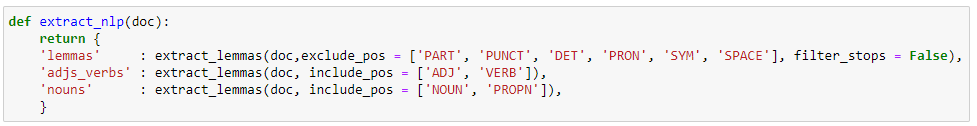 def extract_nlp(doc):
    return {
    'lemmas'     : extract_lemmas(doc,exclude_pos = ['PART', 'PUNCT', 'DET', 'PRON', 'SYM', 'SPACE'], filter_stops = False),
    'adjs_verbs' : extract_lemmas(doc, include_pos = ['ADJ', 'VERB']),
    'nouns'      : extract_lemmas(doc, include_pos = ['NOUN', 'PROPN']),
    }